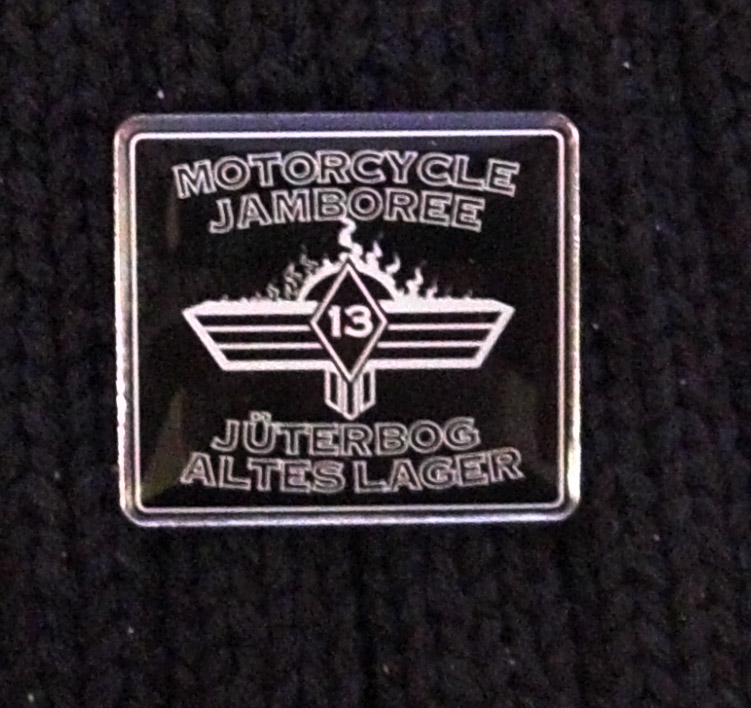 MOTORCYCLE
JAMBOREE
13
JÜTERBOG
ALTES LAGER